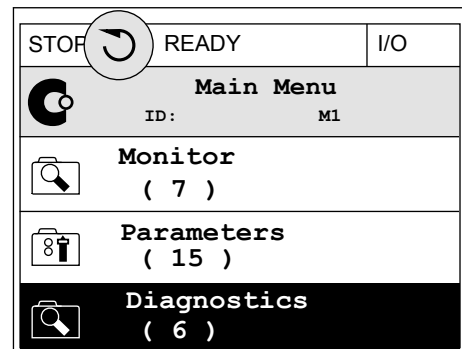 STOP READY I/O
Main Menu
ID: M1
Monitor
( 7 )
Parameters
( 15 )
Diagnostics
( 6 )